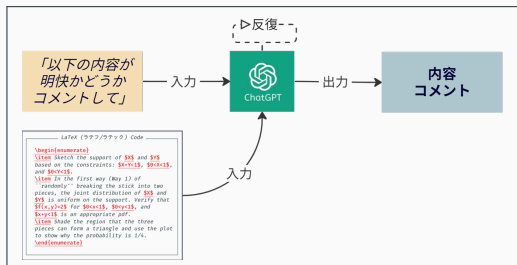 ▷反復
「以下の内容が
明快かどうか
コメントして」
入力
ChatGPT
出力
内容
コメント
入力
LaTeX (ラテフ/ラテック) Code
\begin{enumerate}
\item Sketch the support of $X$ and $Y$
based on the constraints: $X+Y<1$, $0<X<1$,
and $0<Y<1$.
\item In the first way (Way 1) of
``randomly'' breaking the stick into two
pieces, the joint distribution of $X$ and
$Y$ is uniform on the support. Verify that
$f(x,y)=2$ for $0<x<1$, $0<y<1$, and
$x+y<1$ is an appropriate pdf.
\item Shade the region that the three
pieces can form a triangle and use the plot
to show why the probability is 1/4.
\end{enumerate}